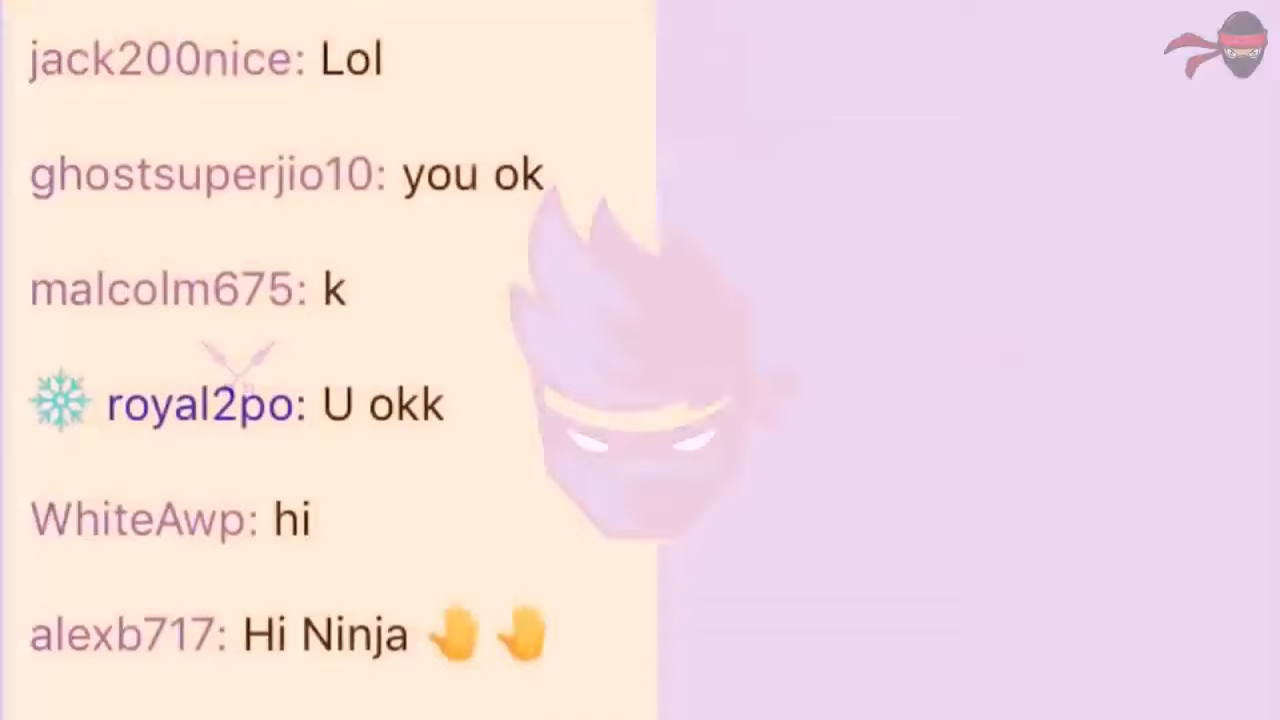 jack200nice: Lol
ghostsuperjio10: you ok
malcolm675: k
royal2po: U okk
WhiteAwp: hi
alexb717: Hi Ninja 🤚 🤚